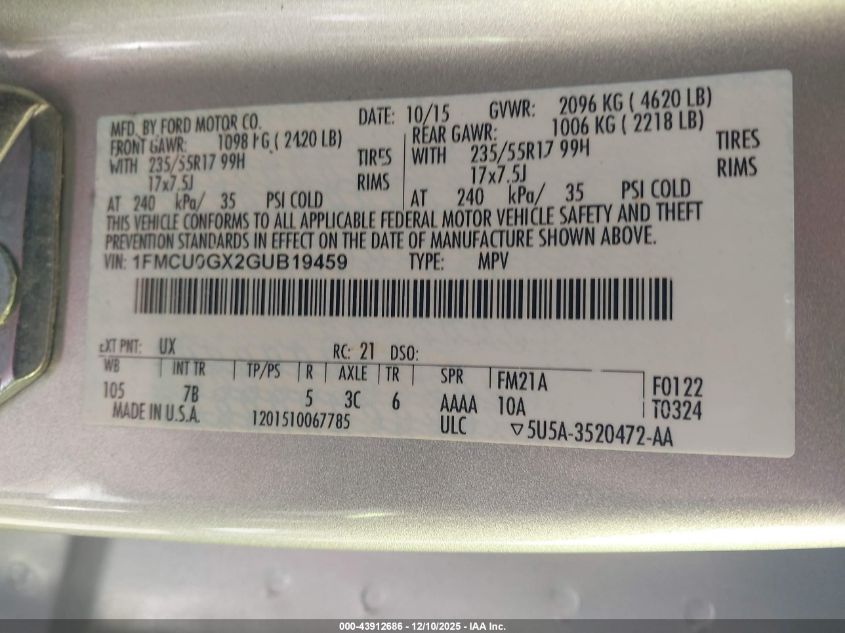 MFD. BY FORD MOTOR CO. DATE: 10/15 GVWR: 2096 KG ( 4620 LB)
FRONT GAWR: 1098 KG ( 2420 LB) REAR GAWR: 1006 KG ( 2218 LB)
WITH 235/55R17 99H TIRES WITH 235/55R17 99H TIRES
17x7.5J RIMS 17x7.5J RIMS
AT 240 kPa/ 35 PSI COLD AT 240 kPa/ 35 PSI COLD
THIS VEHICLE CONFORMS TO ALL APPLICABLE FEDERAL MOTOR VEHICLE SAFETY AND THEFT
PREVENTION STANDARDS IN EFFECT ON THE DATE OF MANUFACTURE SHOWN ABOVE.
VIN: 1FMCU0GX2GUB19459 TYPE: MPV
EXT PNT: UX RC: 21 DSO:
WB INT TR TP/PS R AXLE TR SPR FM21A F0122
105 7B 5 3C 6 AAAA 10A T0324
MADE IN U.S.A. 1201510067785 ULC ▽5U5A-3520472-AA
000-43912686 - 12/10/2025 - IAA Inc.